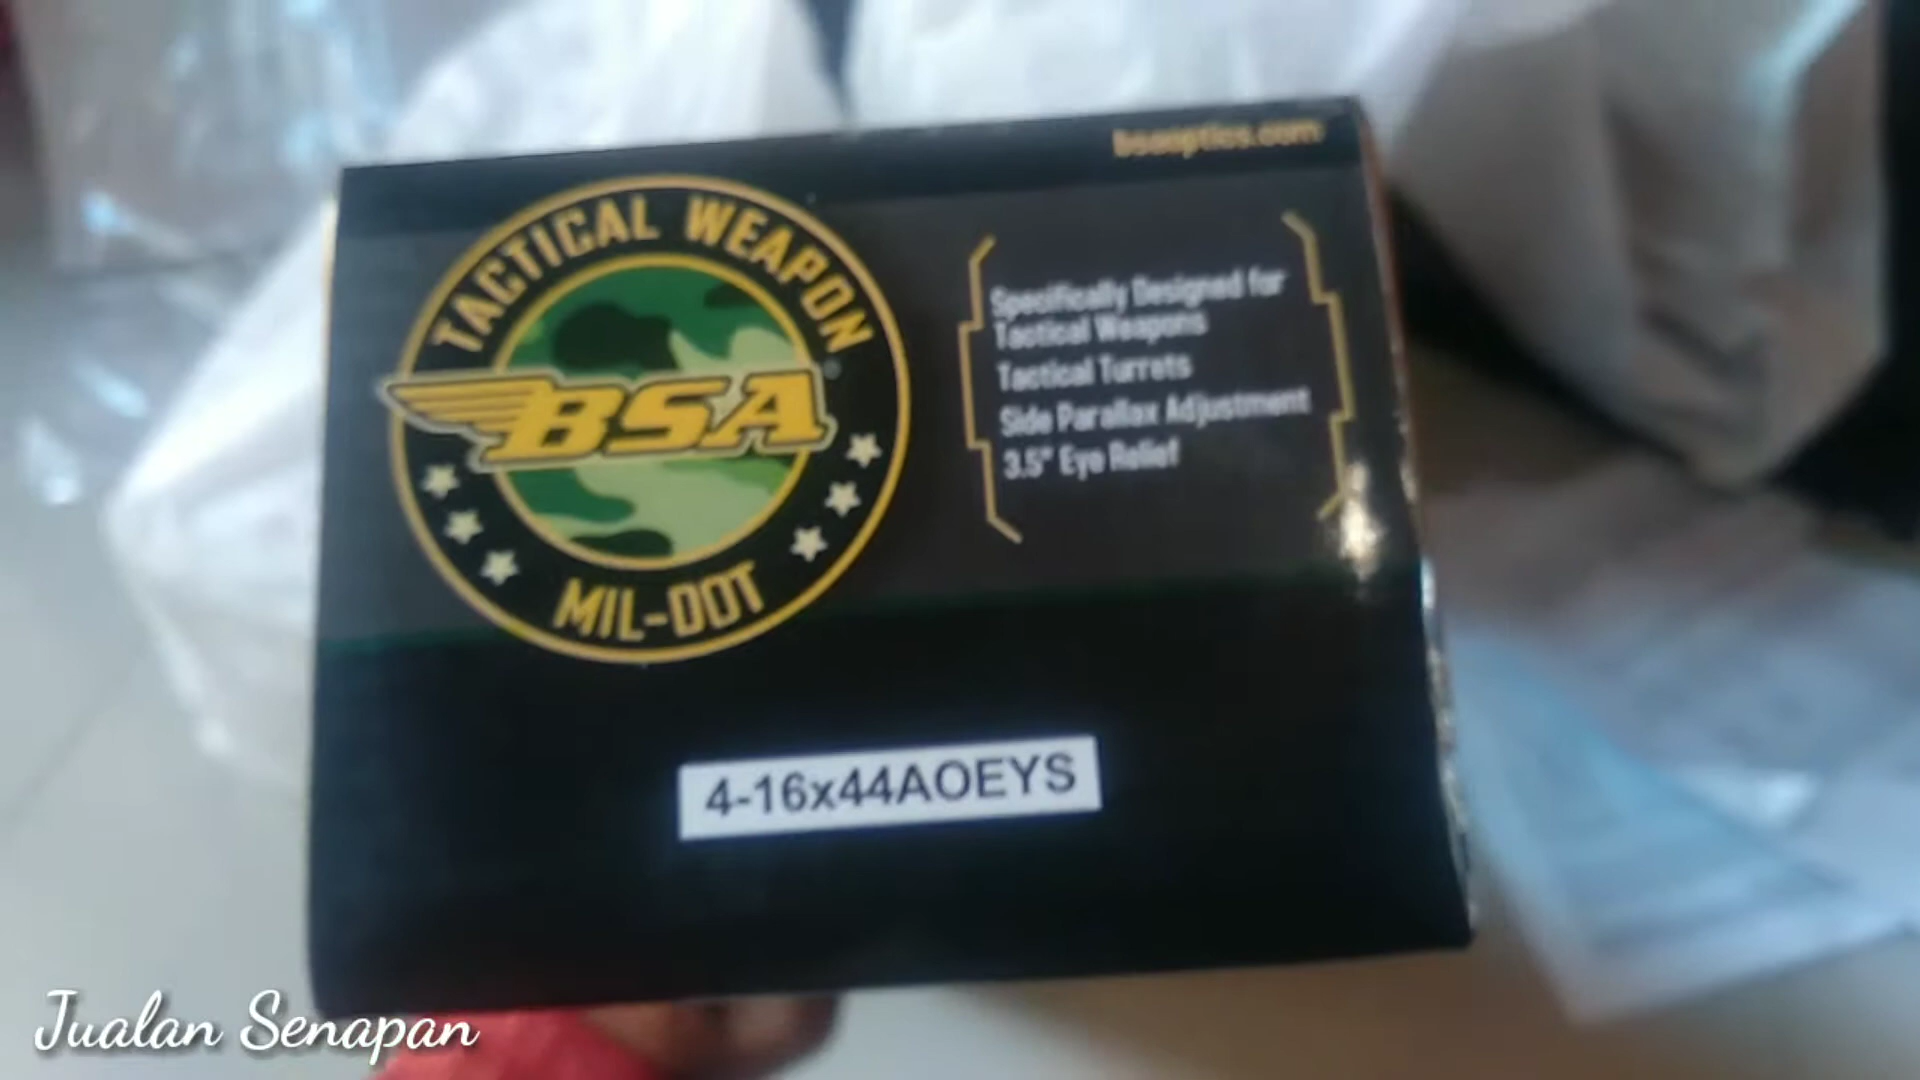 bsaoptics.com
TACTICAL WEAPON
BSA
MIL-DOT
Specifically Designed for
Tactical Weapons
Tactical Turrets
Side Parallax Adjustment
3.5" Eye Relief
4-16x44AOEYS
Jualan Senapan